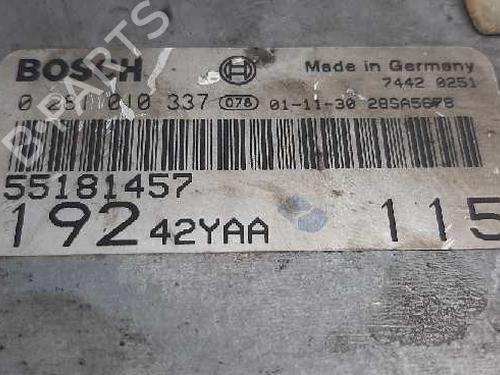 B-PARTS
BOSCH Made in Germany
7442 0251
0 281 010 337 078 01-11-30 28SA5678
55181457
192 42YAA 115